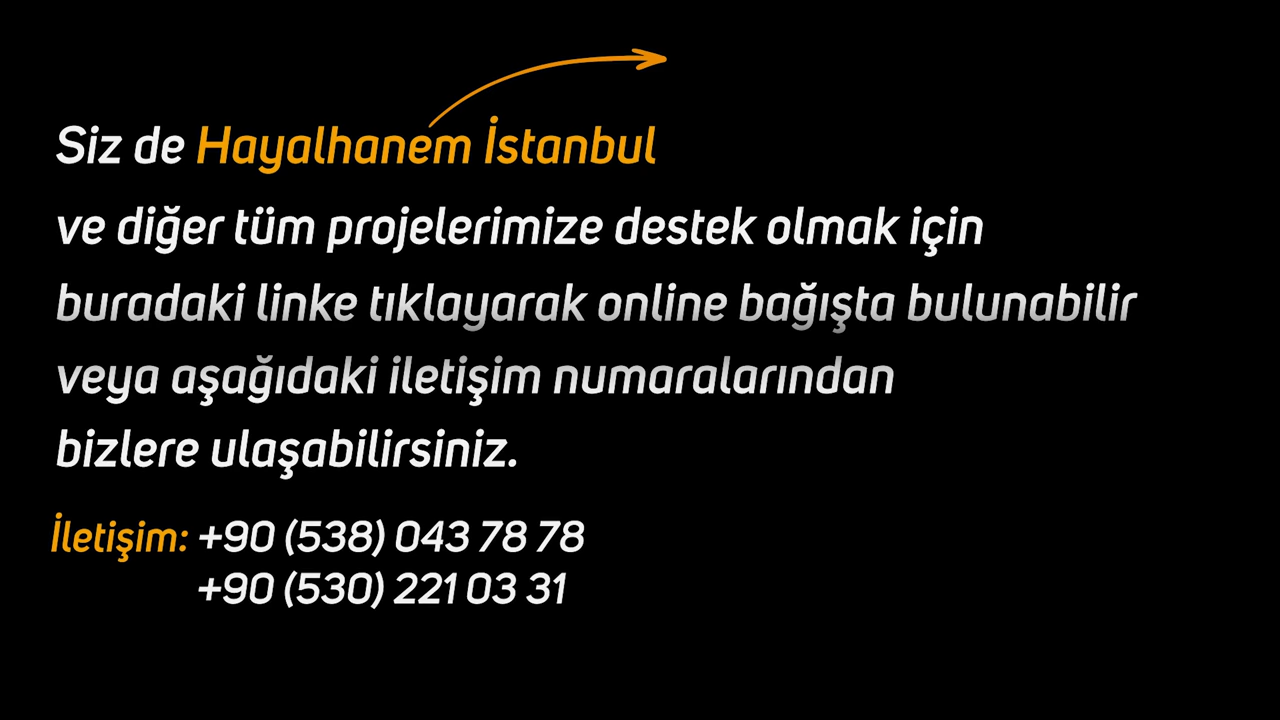 Siz de Hayalhanem İstanbul
ve diğer tüm projelerimize destek olmak için
buradaki linke tıklayarak online bağışta bulunabilir
veya aşağıdaki iletişim numaralarından
bizlere ulaşabilirsiniz.
İletişim: +90 (538) 043 78 78
+90 (530) 221 03 31